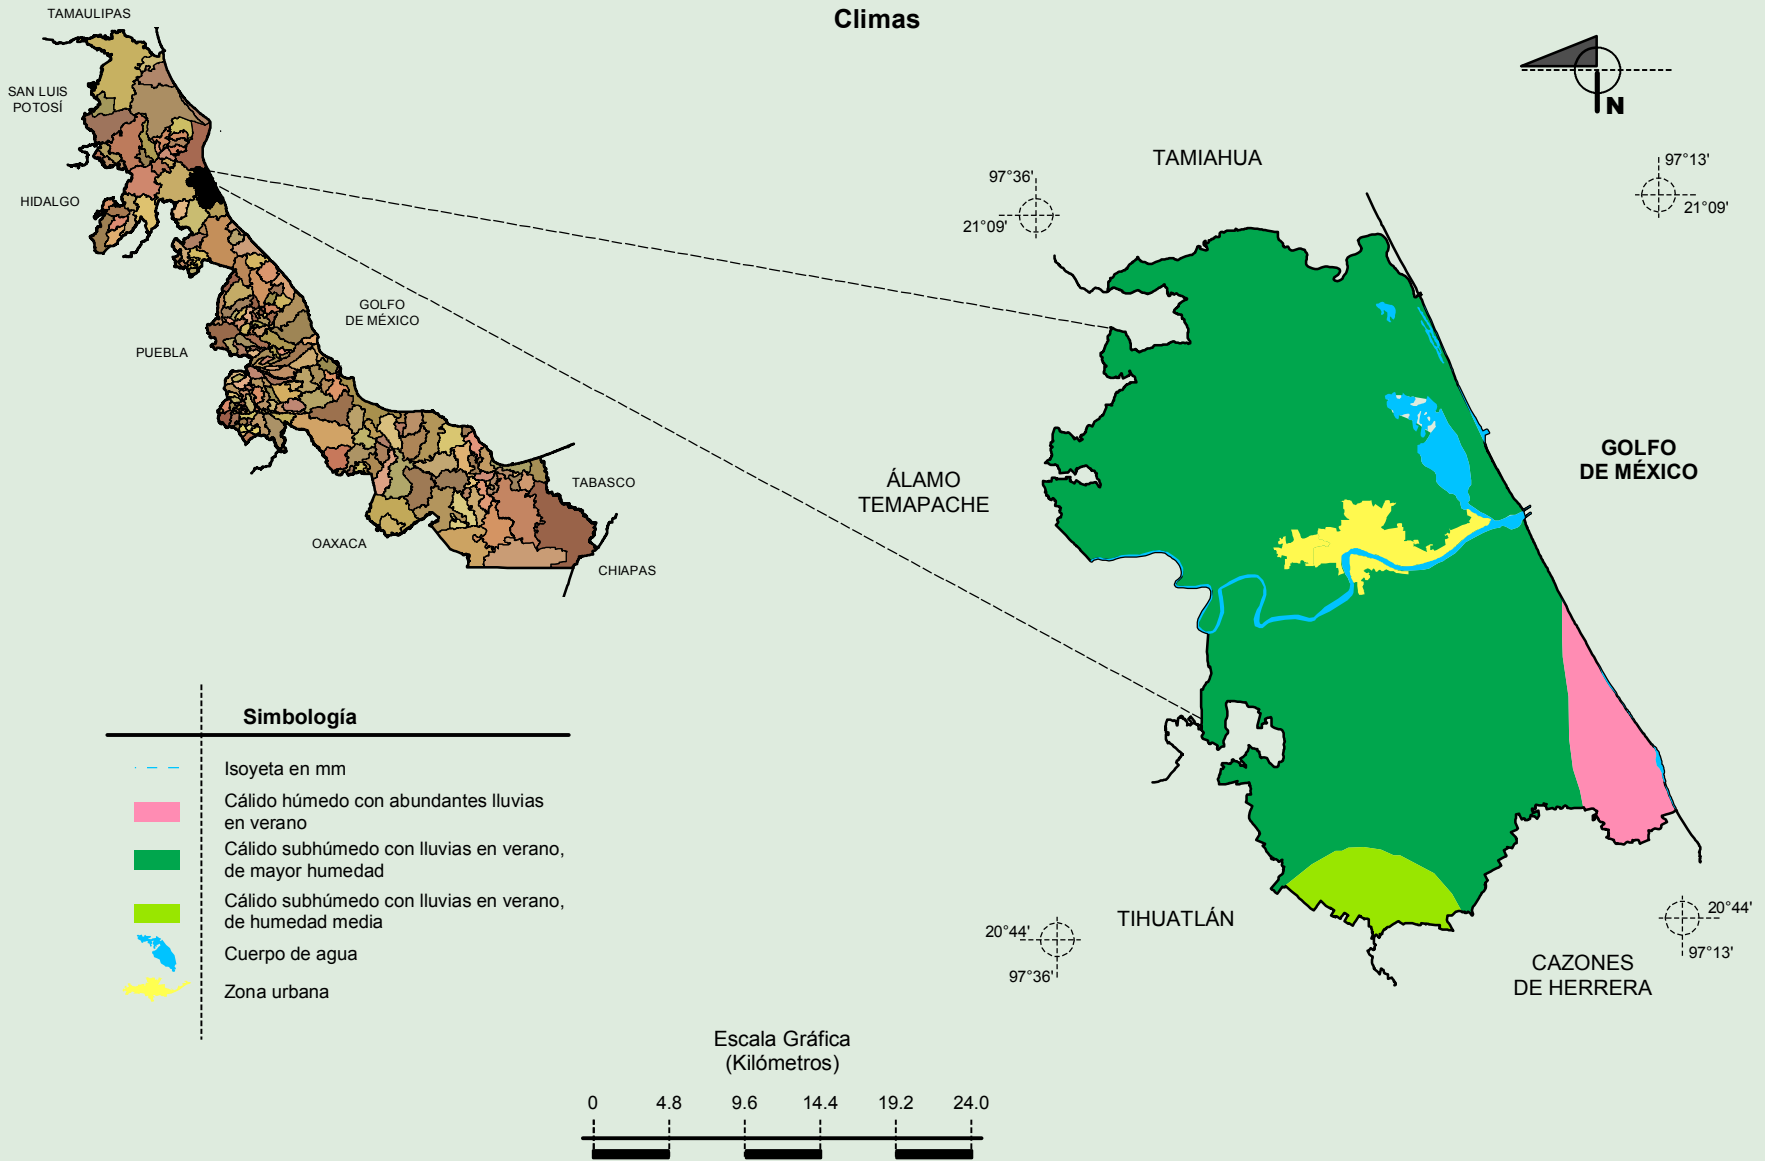 Climas
TAMAULIPAS
SAN LUIS
POTOSÍ
HIDALGO
PUEBLA
GOLFO
DE MÉXICO
OAXACA
TABASCO
CHIAPAS
N
TAMIAHUA
97°36'
21°09'
97°13'
21°09'
ÁLAMO
TEMAPACHE
GOLFO
DE MÉXICO
TIHUATLÁN
20°44'
97°36'
20°44'
97°13'
CAZONES
DE HERRERA
Simbología
Isoyeta en mm
Cálido húmedo con abundantes lluvias
en verano
Cálido subhúmedo con lluvias en verano,
de mayor humedad
Cálido subhúmedo con lluvias en verano,
de humedad media
Cuerpo de agua
Zona urbana
Escala Gráfica
(Kilómetros)
0 4.8 9.6 14.4 19.2 24.0